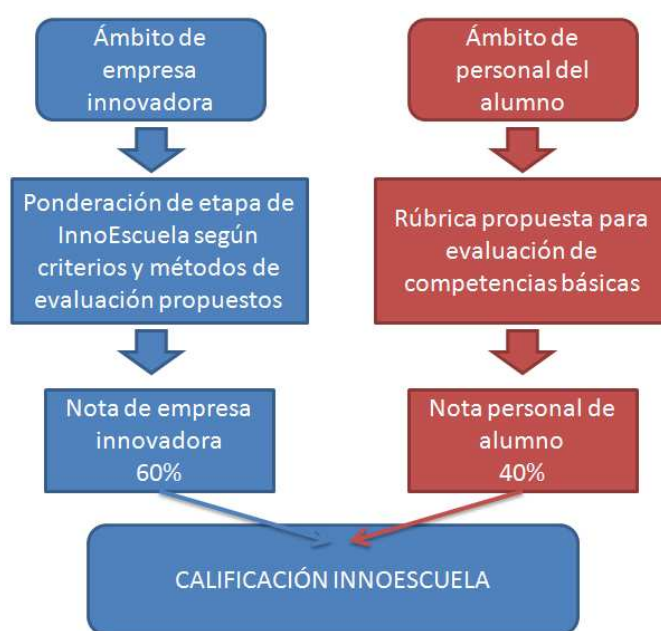 Ámbito de
empresa
innovadora
Ámbito de
personal del
alumno
Ponderación de etapa de
InnoEscuela según
criterios y métodos de
evaluación propuestos
Rúbrica propuesta para
evaluación de
competencias básicas
Nota de empresa
innovadora
60%
Nota personal de
alumno
40%
CALIFICACIÓN INNOESCUELA